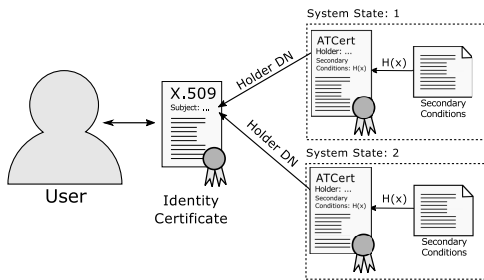 System State: 1
ATCert
Holder: ...
Secondary
Conditions: H(x)
H(x)
Secondary
Conditions
Holder DN
X.509
Subject: ...
User
Identity
Certificate
Holder DN
System State: 2
ATCert
Holder: ...
Secondary
Conditions: H(x)
H(x)
Secondary
Conditions